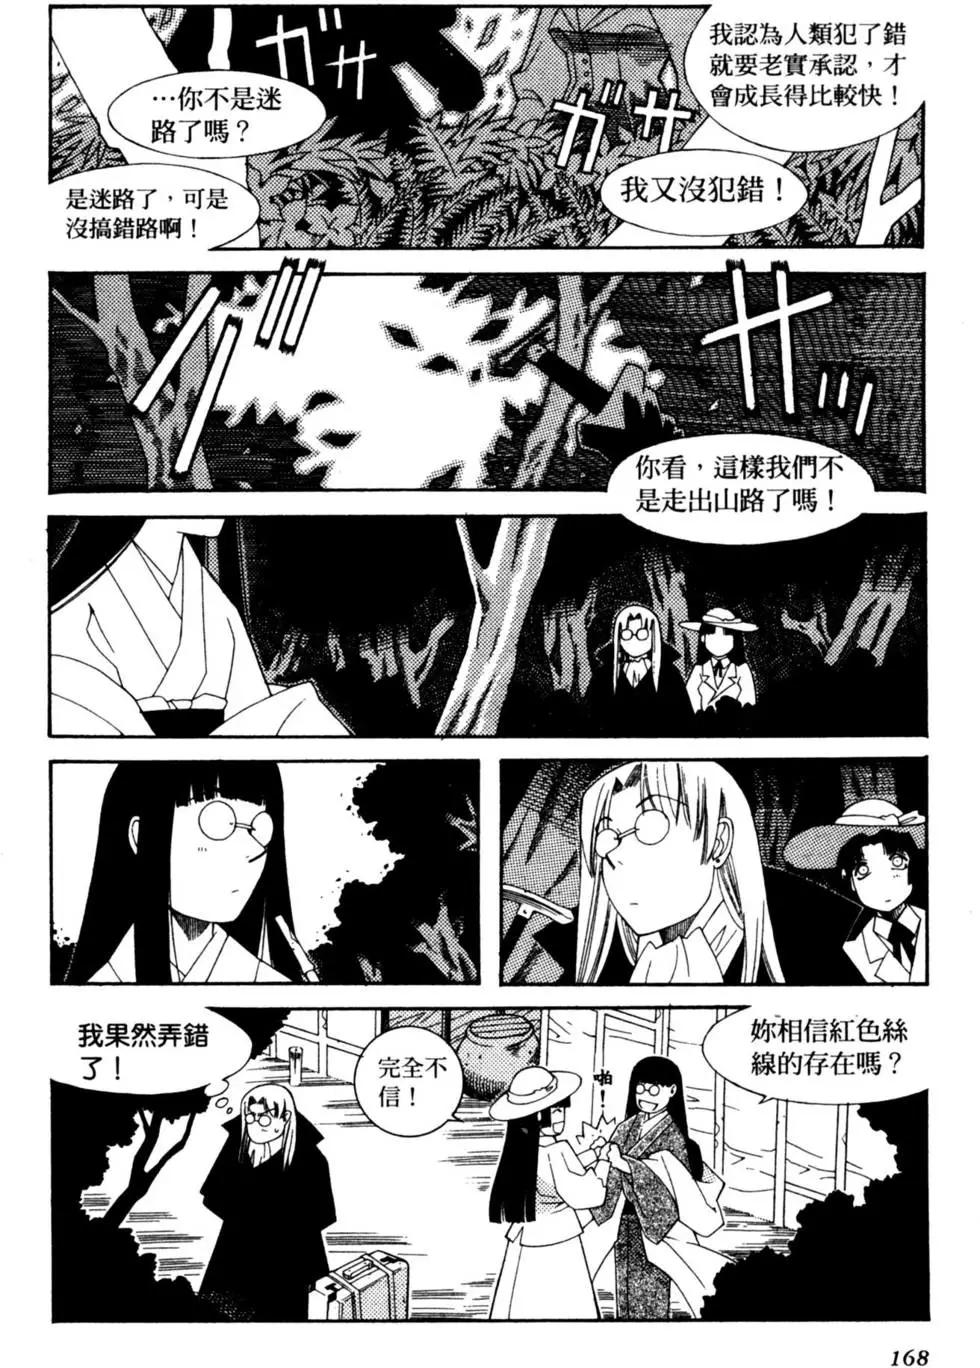 我認為人類犯了錯
就要老實承認，才
會成長得比較快！
我又沒犯錯！
ガサ
ガサ
…你不是迷
路了嗎？
是迷路了，可是
沒搞錯路啊！
你看，這樣我們不
是走出山路了嗎！
妳相信紅色絲
線的存在嗎？
啪！
完全不
信！
我果然弄錯
了！
168